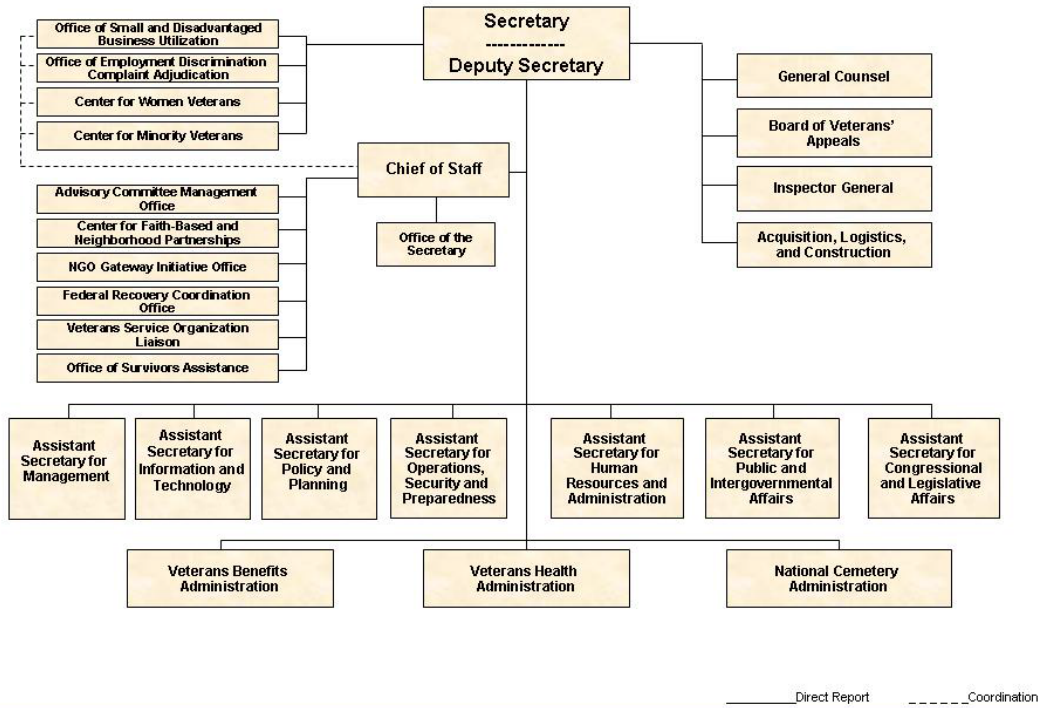 Secretary
-------------
Deputy Secretary
Office of Small and Disadvantaged
Business Utilization
Office of Employment Discrimination
Complaint Adjudication
Center for Women Veterans
Center for Minority Veterans
General Counsel
Board of Veterans'
Appeals
Inspector General
Acquisition, Logistics,
and Construction
Chief of Staff
Office of the
Secretary
Advisory Committee Management
Office
Center for Faith-Based and
Neighborhood Partnerships
NGO Gateway Initiative Office
Federal Recovery Coordination
Office
Veterans Service Organization
Liaison
Office of Survivors Assistance
Assistant
Secretary for
Management
Assistant
Secretary for
Information and
Technology
Assistant
Secretary for
Policy and
Planning
Assistant
Secretary for
Operations,
Security and
Preparedness
Assistant
Secretary for
Human
Resources and
Administration
Assistant
Secretary for
Public and
Intergovernmental
Affairs
Assistant
Secretary for
Congressional
and Legislative
Affairs
Veterans Benefits
Administration
Veterans Health
Administration
National Cemetery
Administration
Direct Report
Coordination